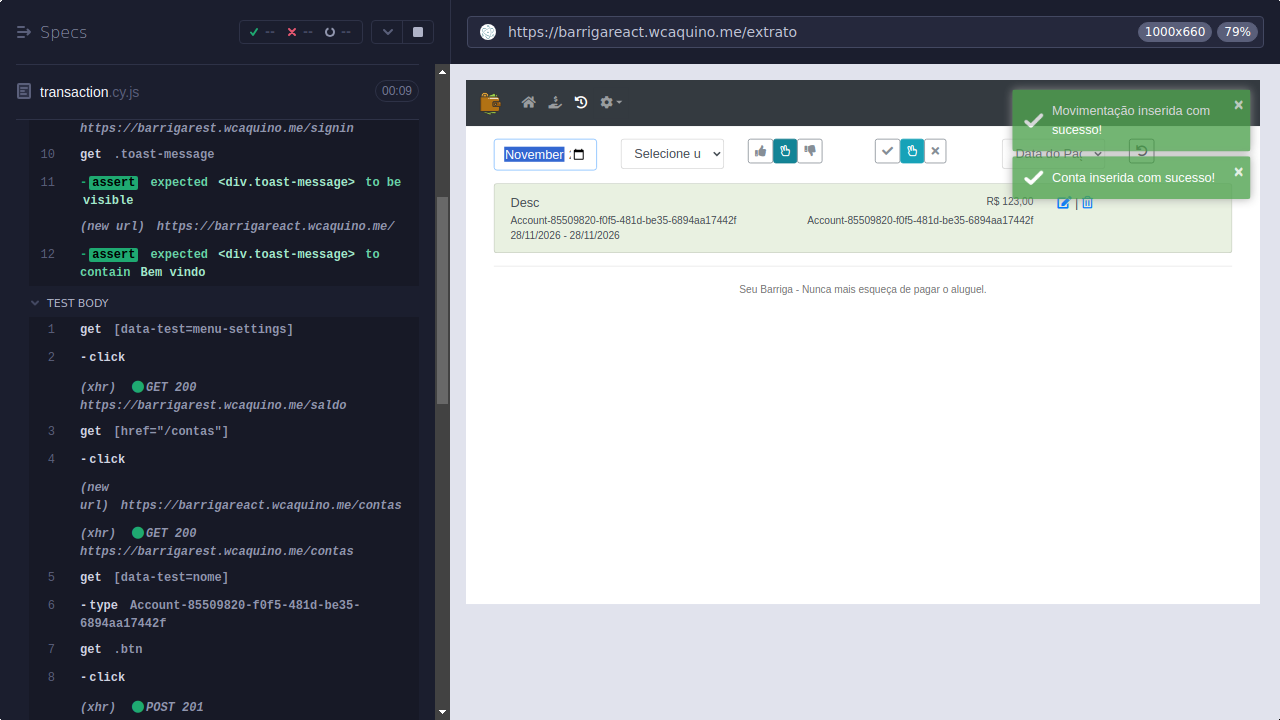 Specs
-- -- --
https://barrigareact.wcaquino.me/extrato
1000x660
79%
transaction.cy.js
00:09
https://barrigarest.wcaquino.me/signin
10 get .toast-message
11 -assert expected <div.toast-message> to be
visible
(new url) https://barrigareact.wcaquino.me/
12 -assert expected <div.toast-message> to
contain Bem vindo
TEST BODY
1 get [data-test=menu-settings]
2 -click
(xhr) GET 200
https://barrigarest.wcaquino.me/saldo
3 get [href="/contas"]
4 -click
(new
url) https://barrigareact.wcaquino.me/contas
(xhr) GET 200
https://barrigarest.wcaquino.me/contas
5 get [data-test=nome]
6 -type Account-85509820-f0f5-481d-be35-
6894aa17442f
7 get .btn
8 -click
(xhr) POST 201
Movimentação inserida com
sucesso!
×
Conta inserida com sucesso!
×
November
Selecione u
Data do Pag
Desc
R$ 123,00
|
Account-85509820-f0f5-481d-be35-6894aa17442f
Account-85509820-f0f5-481d-be35-6894aa17442f
28/11/2026 - 28/11/2026
Seu Barriga - Nunca mais esqueça de pagar o aluguel.